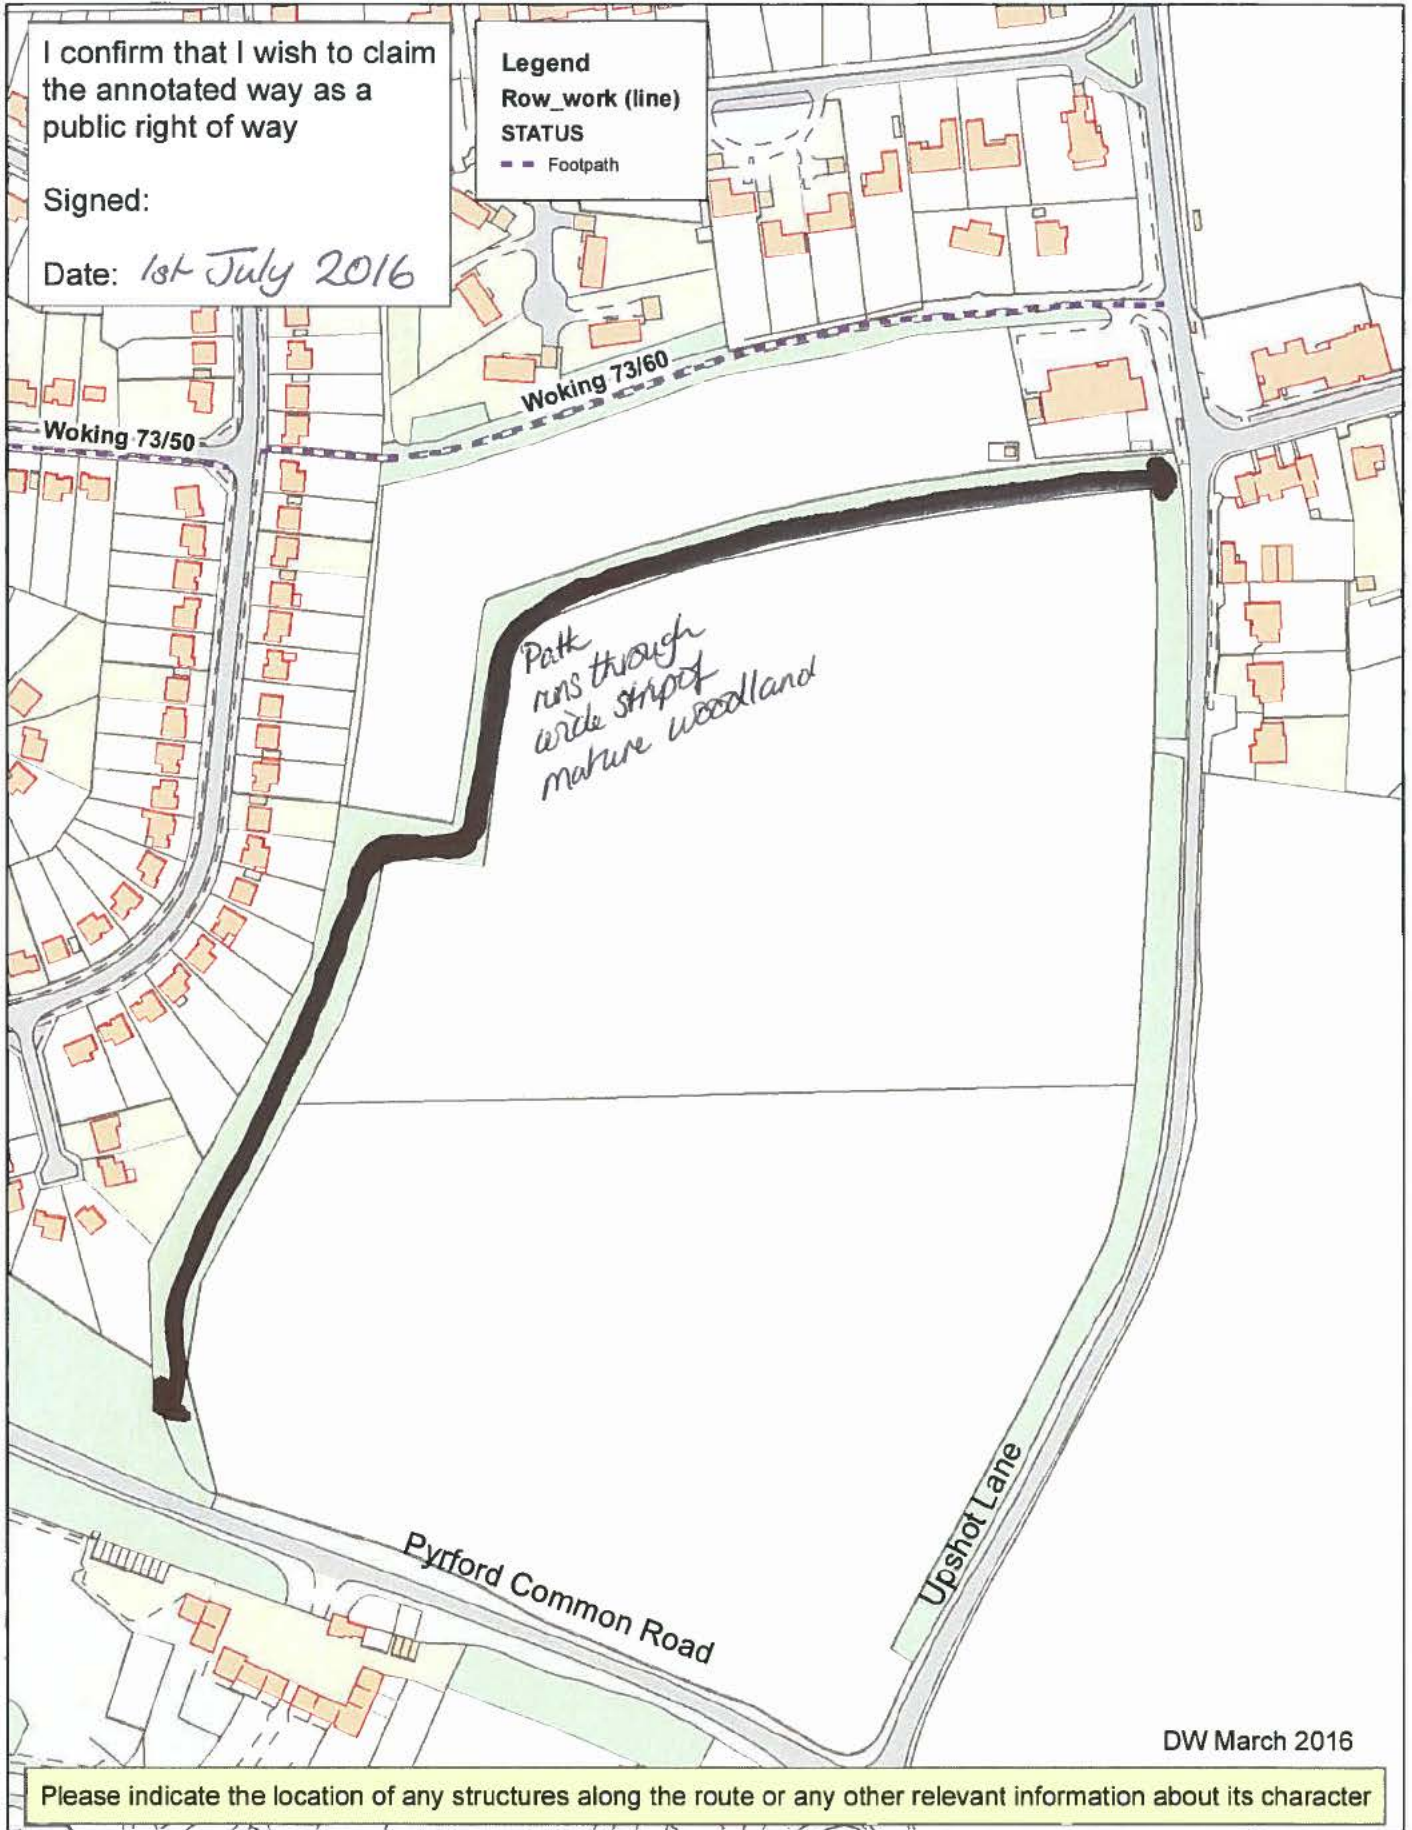 I confirm that I wish to claim
the annotated way as a
public right of way
Signed:
Date: 1st July 2016
Legend
Row_work (line)
STATUS
Footpath
Woking 73/60
Woking 73/50
Path
runs through
wide strip of
mature woodland
Upshot Lane
Pyrford Common Road
DW March 2016
Please indicate the location of any structures along the route or any other relevant information about its character